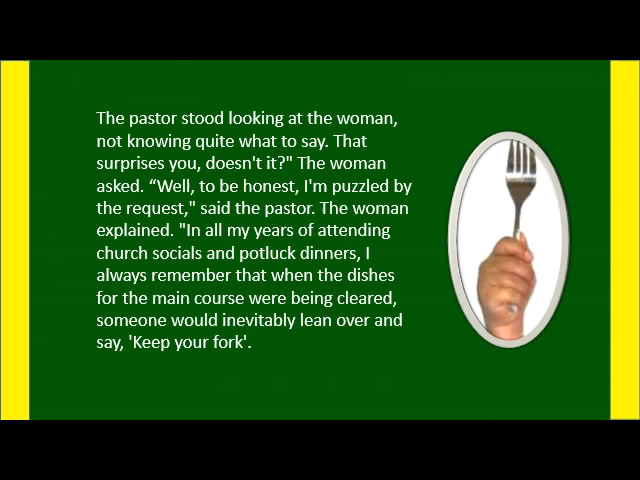 The pastor stood looking at the woman,
not knowing quite what to say. That
surprises you, doesn't it?" The woman
asked. “Well, to be honest, I'm puzzled by
the request," said the pastor. The woman
explained. "In all my years of attending
church socials and potluck dinners, I
always remember that when the dishes
for the main course were being cleared,
someone would inevitably lean over and
say, 'Keep your fork'.